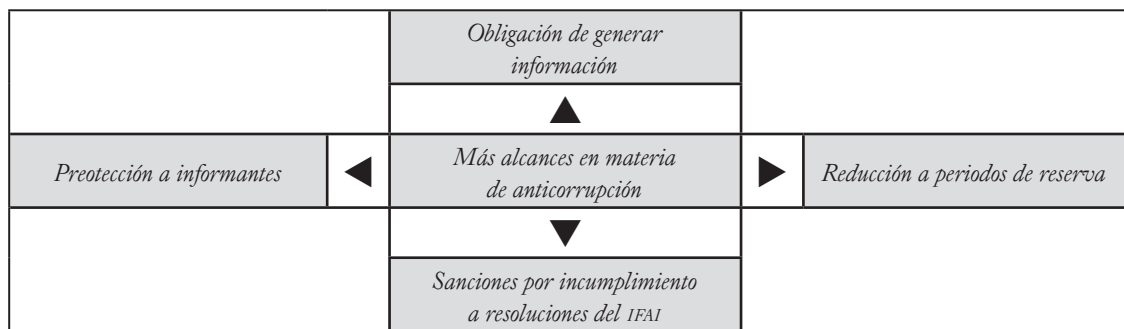 Obligación de generar
información
Preotección a informantes
Más alcances en materia
de anticorrupción
Reducción a periodos de reserva
Sanciones por incumplimiento
a resoluciones del IFAI